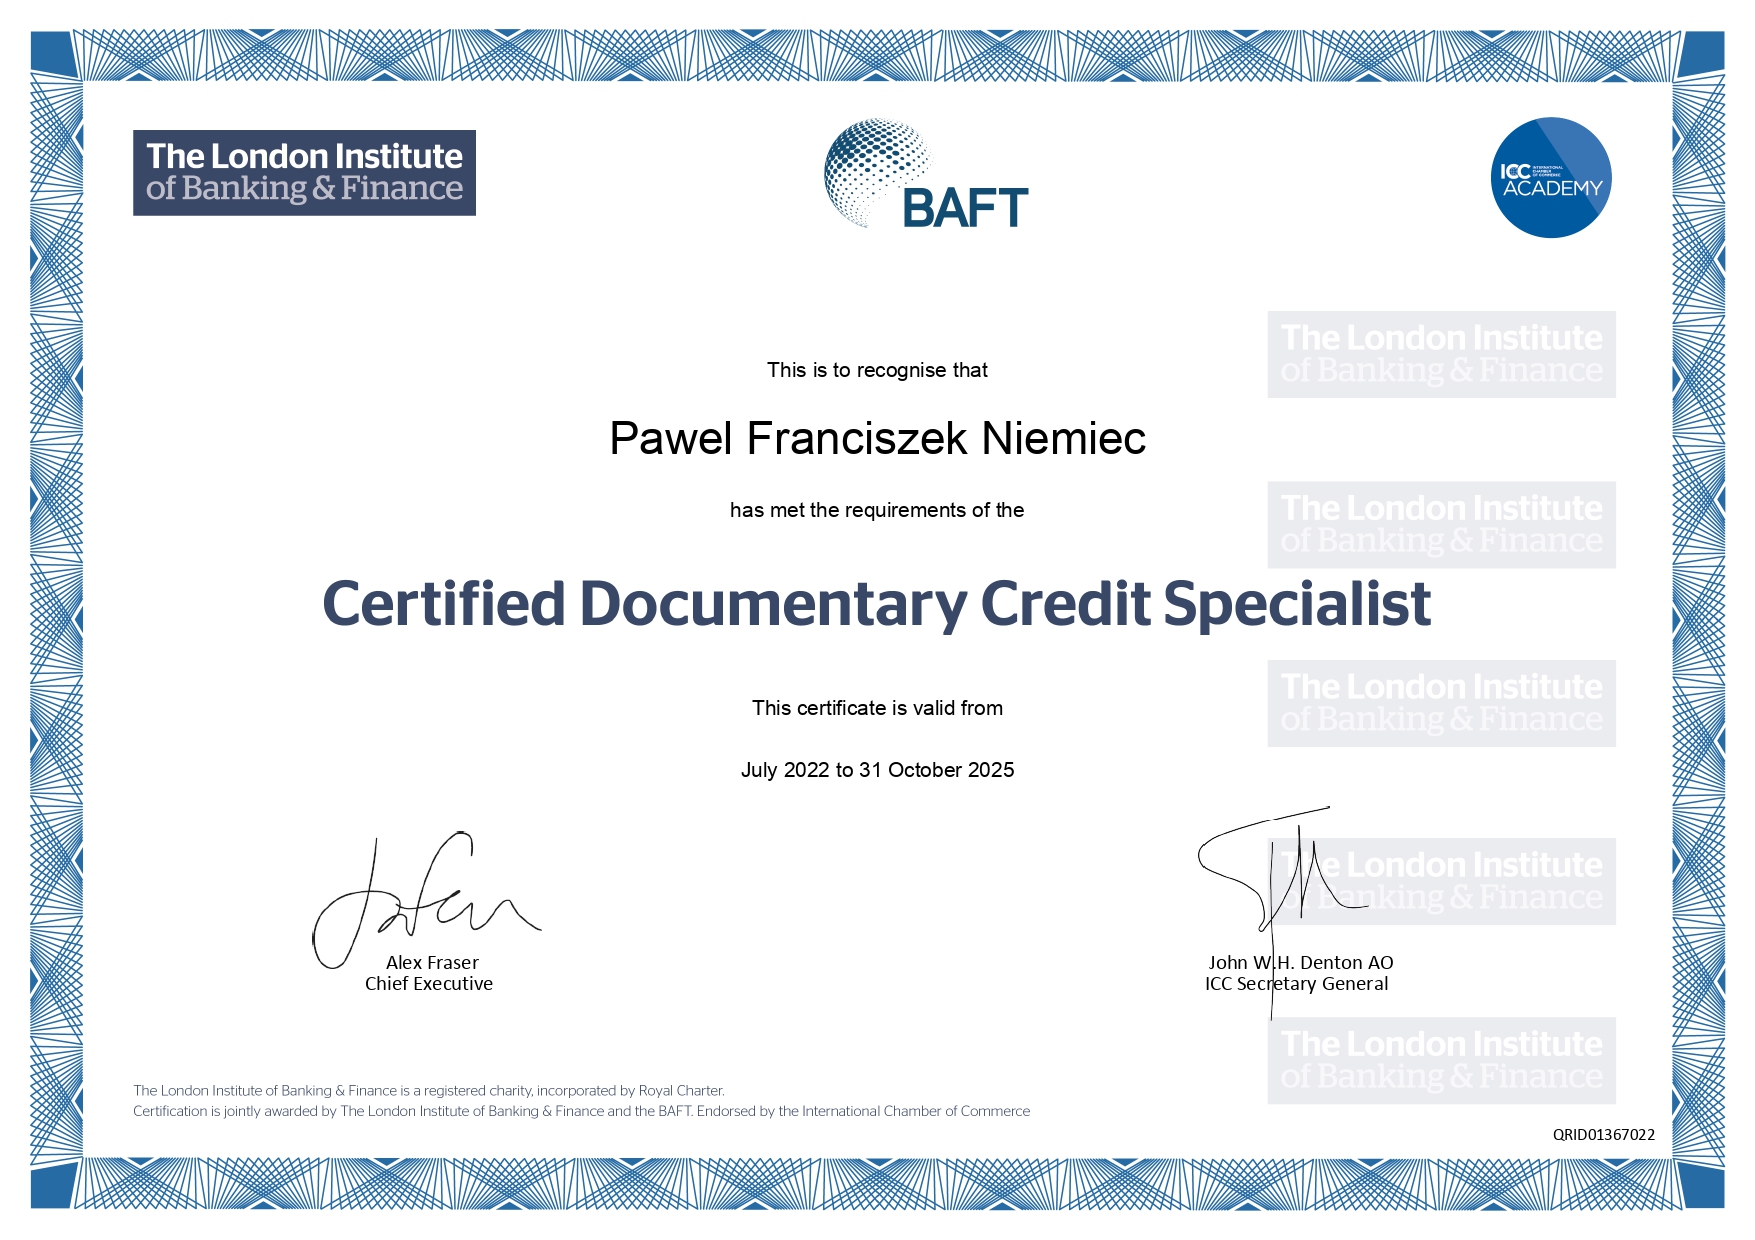 The London Institute
of Banking & Finance
BAFT
ICC INTERNATIONAL
CHAMBER
OF COMMERCE
ACADEMY
The London Institute
of Banking & Finance
This is to recognise that
Pawel Franciszek Niemiec
The London Institute
of Banking & Finance
has met the requirements of the
Certified Documentary Credit Specialist
The London Institute
of Banking & Finance
This certificate is valid from
July 2022 to 31 October 2025
The London Institute
of Banking & Finance
Alex Fraser
Chief Executive
John W.H. Denton AO
ICC Secretary General
The London Institute
of Banking & Finance
The London Institute of Banking & Finance is a registered charity, incorporated by Royal Charter.
Certification is jointly awarded by The London Institute of Banking & Finance and the BAFT. Endorsed by the International Chamber of Commerce
QRID01367022